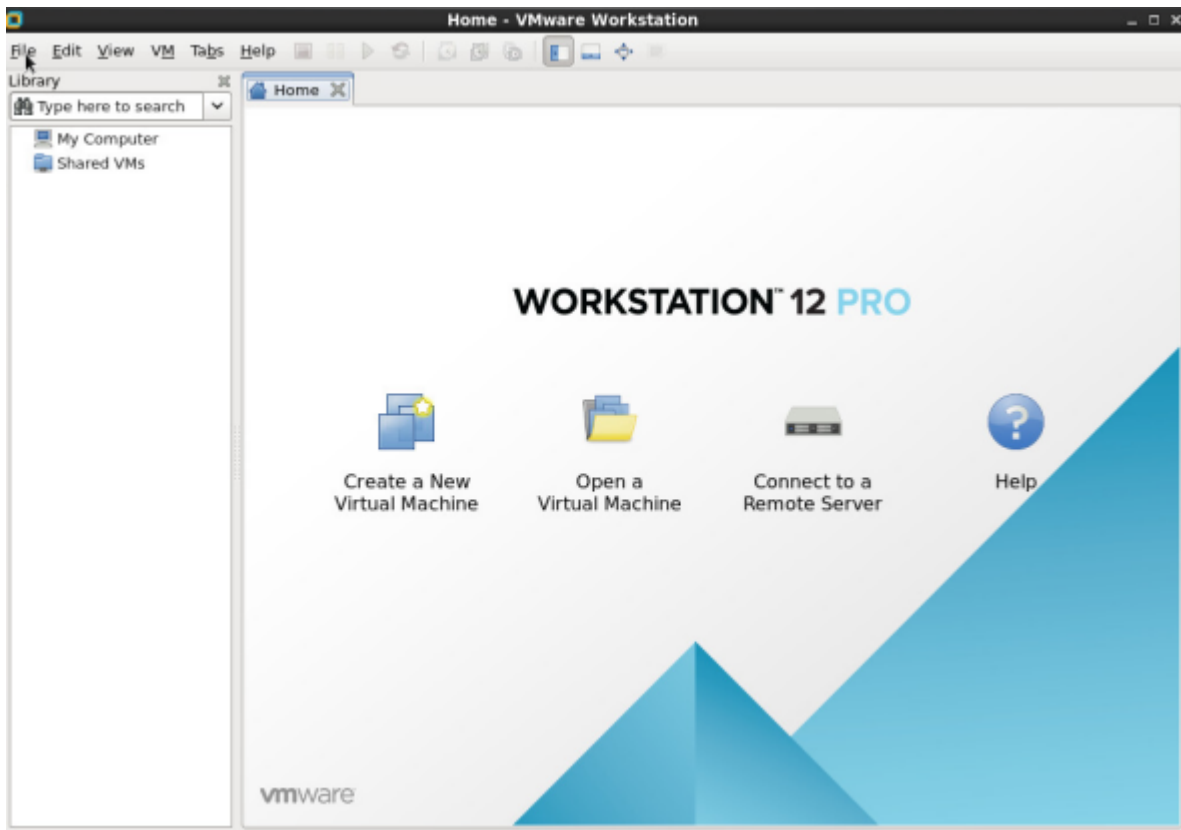 Home - VMware Workstation
File Edit View VM Tabs Help
Library
Home
Type here to search
My Computer
Shared VMs
WORKSTATION™ 12 PRO
Create a New
Virtual Machine
Open a
Virtual Machine
Connect to a
Remote Server
Help
vmware